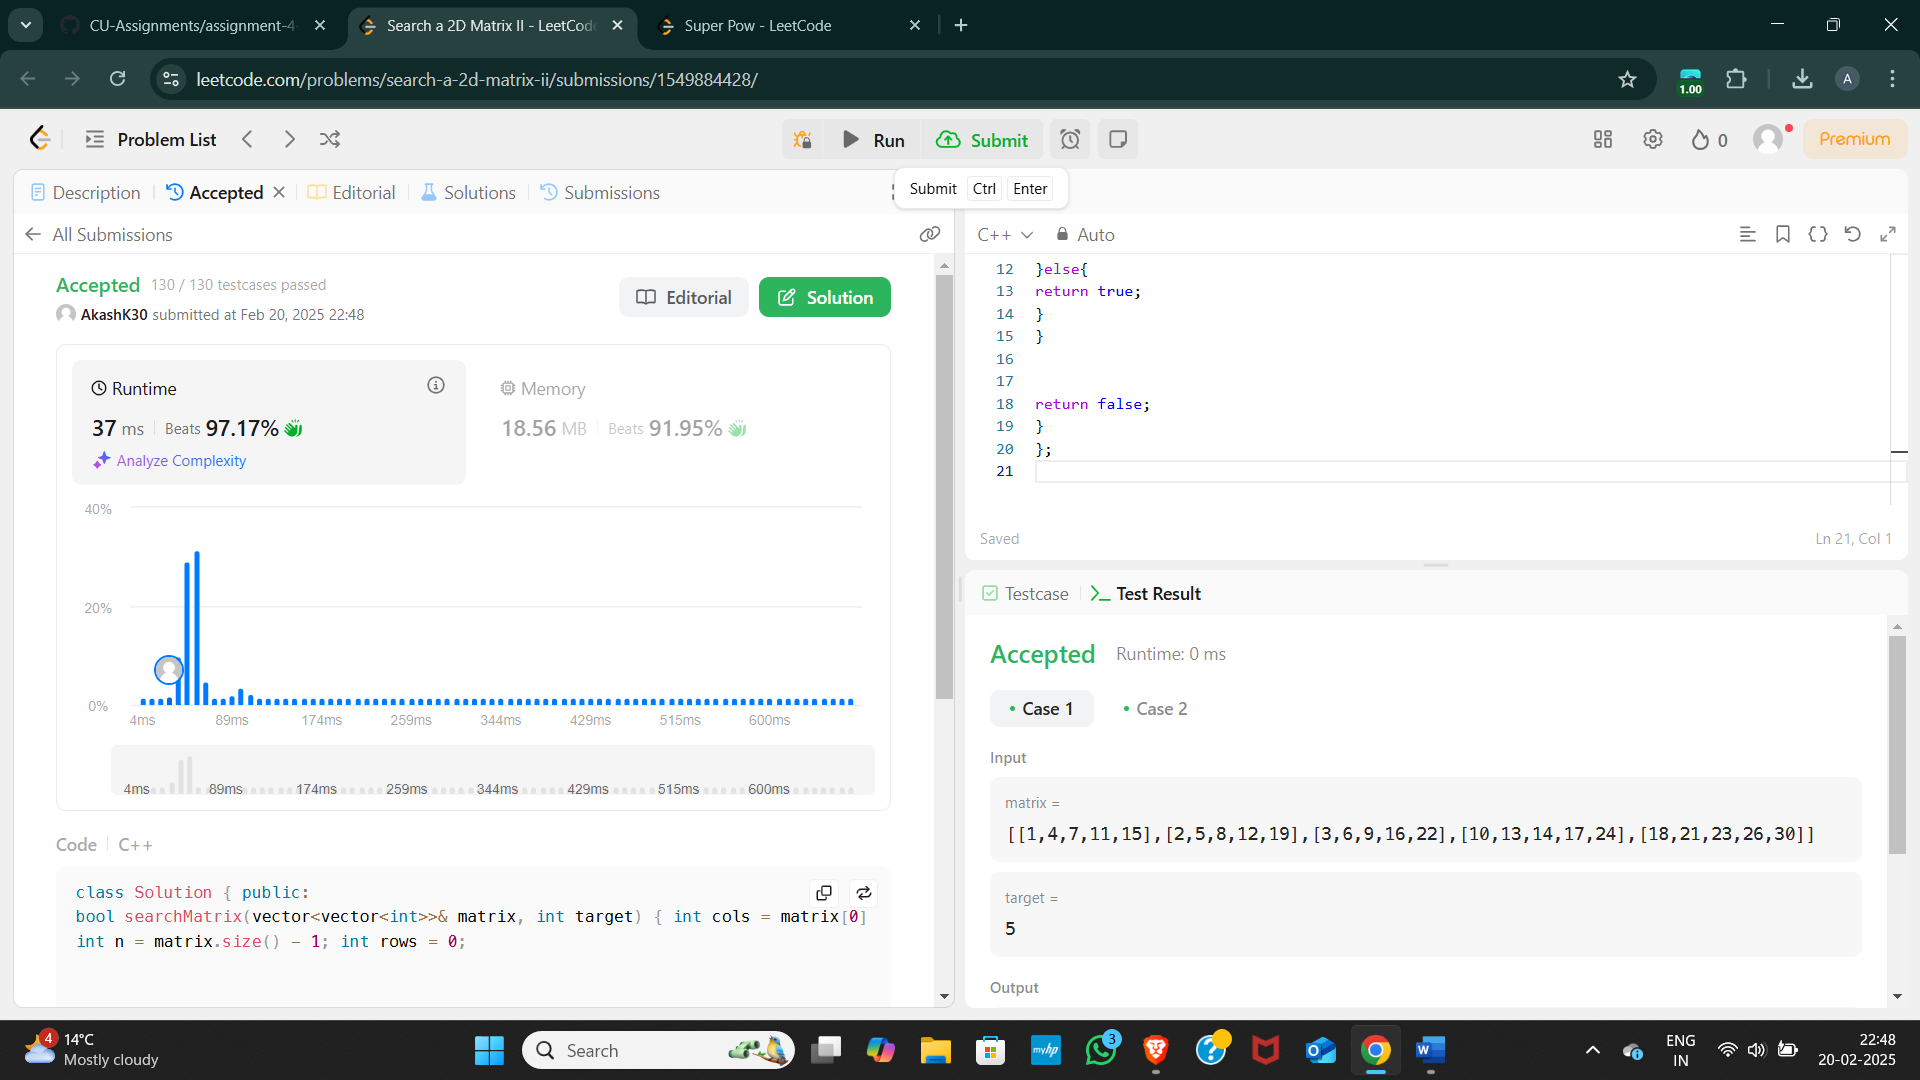 CU-Assignments/assignment-4-
Search a 2D Matrix II - LeetCode
Super Pow - LeetCode
leetcode.com/problems/search-a-2d-matrix-ii/submissions/1549884428/
1.00
A
Problem List
Run
Submit
0
Premium
Description
Accepted
Editorial
Solutions
Submissions
Submit Ctrl Enter
All Submissions
C++
Auto
Accepted 130 / 130 testcases passed
AkashK30 submitted at Feb 20, 2025 22:48
Editorial
Solution
Runtime
37 ms Beats 97.17%
Analyze Complexity
Memory
18.56 MB Beats 91.95%
40%
20%
0%
4ms 89ms 174ms 259ms 344ms 429ms 515ms 600ms
4ms 89ms 174ms 259ms 344ms 429ms 515ms 600ms
Code C++
class Solution { public:
bool searchMatrix(vector<vector<int>>& matrix, int target) { int cols = matrix[0]
int n = matrix.size() - 1; int rows = 0;
12 }else{
13 return true;
14 }
15 }
16
17
18 return false;
19 }
20 };
21
Saved
Ln 21, Col 1
Testcase
Test Result
Accepted Runtime: 0 ms
Case 1
Case 2
Input
matrix =
[[1,4,7,11,15],[2,5,8,12,19],[3,6,9,16,22],[10,13,14,17,24],[18,21,23,26,30]]
target =
5
Output
4
14°C
Mostly cloudy
Search
myhp
3
W
ENG
IN
22:48
20-02-2025